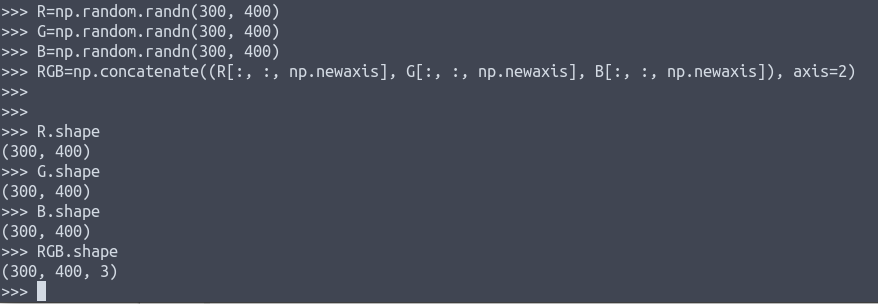 >>> R=np.random.randn(300, 400)
>>> G=np.random.randn(300, 400)
>>> B=np.random.randn(300, 400)
>>> RGB=np.concatenate((R[:, :, np.newaxis], G[:, :, np.newaxis], B[:, :, np.newaxis]), axis=2)
>>>
>>>
>>> R.shape
(300, 400)
>>> G.shape
(300, 400)
>>> B.shape
(300, 400)
>>> RGB.shape
(300, 400, 3)
>>>